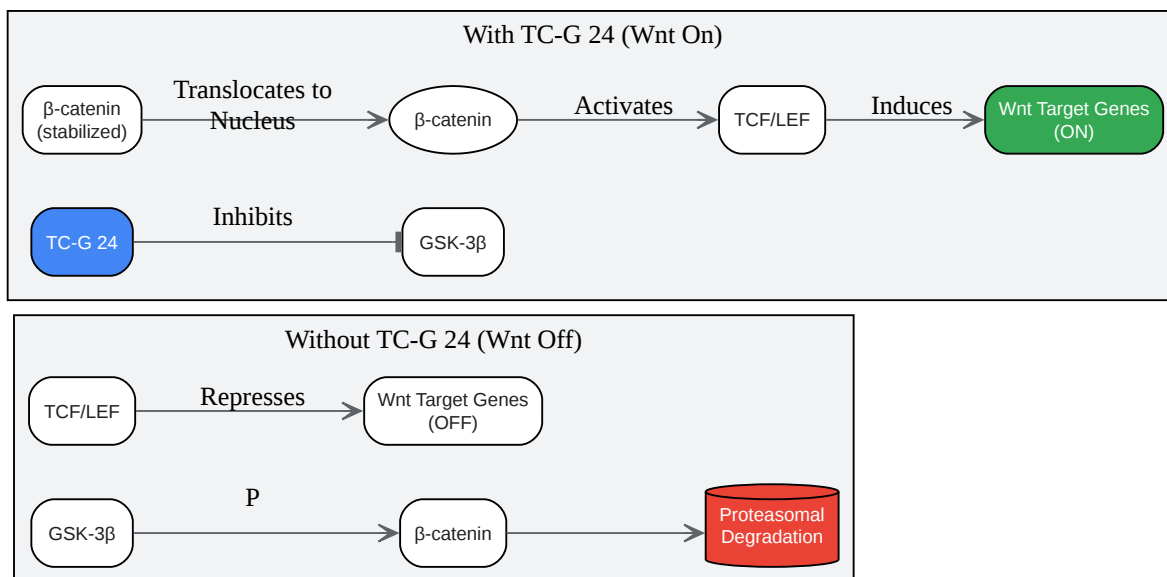 With TC-G 24 (Wnt On)
β-catenin
(stabilized)
Translocates to
Nucleus
β-catenin
Activates
TCF/LEF
Induces
Wnt Target Genes
(ON)
TC-G 24
Inhibits
GSK-3β
Without TC-G 24 (Wnt Off)
TCF/LEF
Represses
Wnt Target Genes
(OFF)
GSK-3β
P
β-catenin
Proteasomal
Degradation